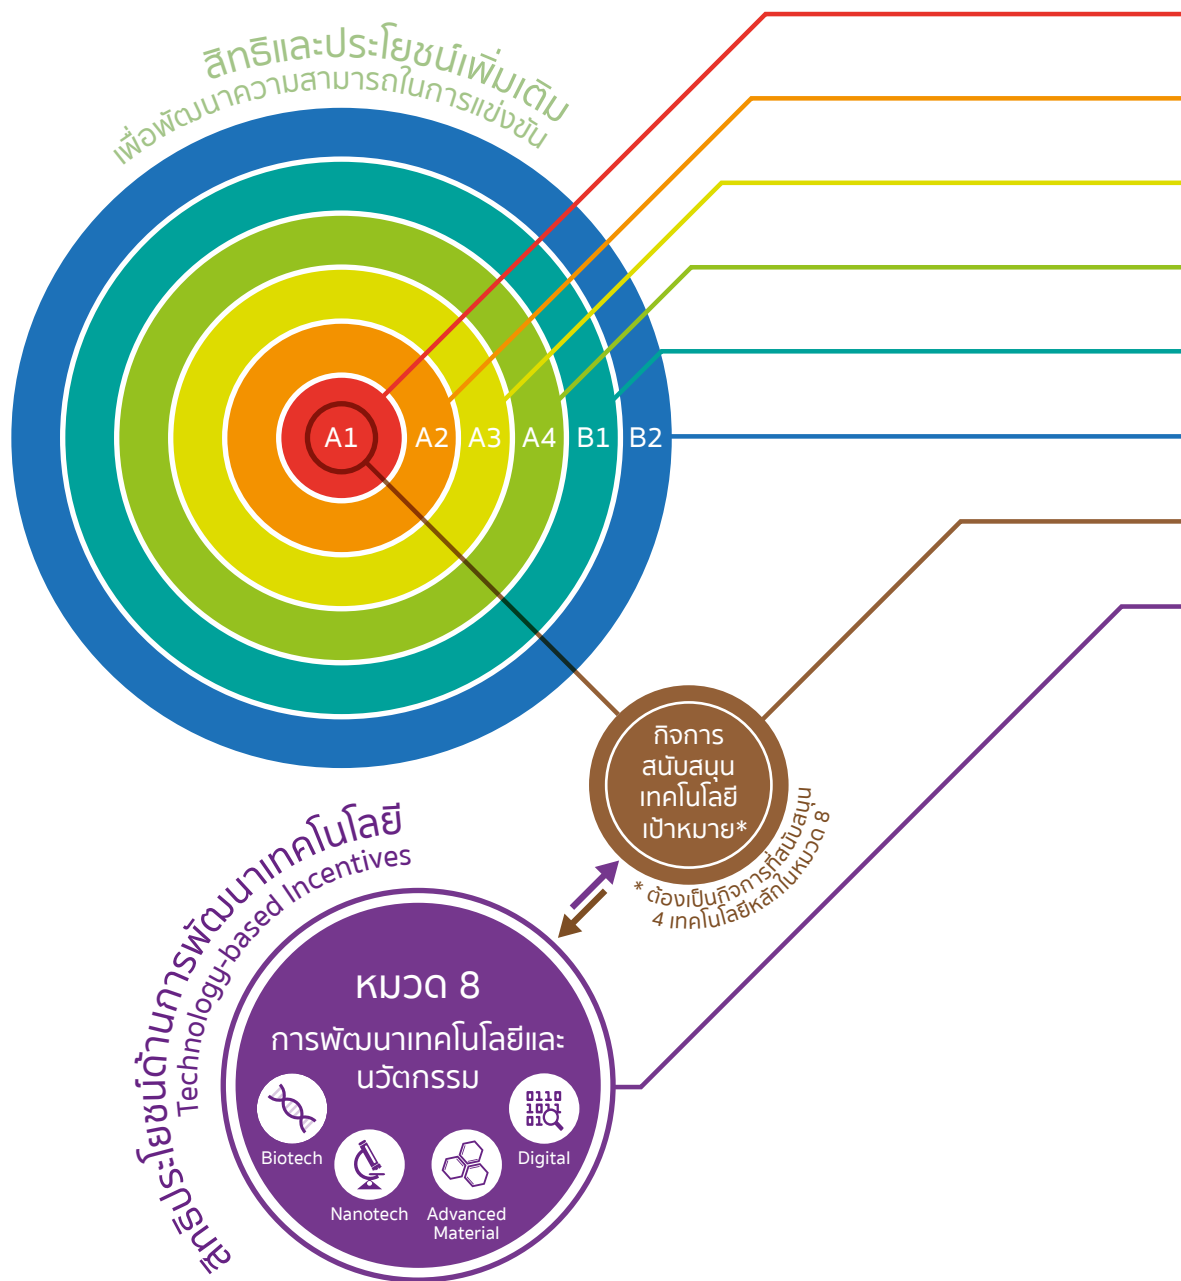 สิทธิและประโยชน์เพิ่มเติม
เพื่อพัฒนาความสามารถในการแข่งขัน
A1 A2 A3 A4 B1 B2
กิจการ
สนับสนุน
เทคโนโลยี
เป้าหมาย*
* ต้องเป็นกิจการที่สนับสนุน
4 เทคโนโลยีหลักในหมวด 8
สิทธิประโยชน์ด้านการพัฒนาเทคโนโลยี
Technology-based Incentives
หมวด 8
การพัฒนาเทคโนโลยีและ
นวัตกรรม
0110
1011
010
Biotech
Digital
Nanotech
Advanced
Material